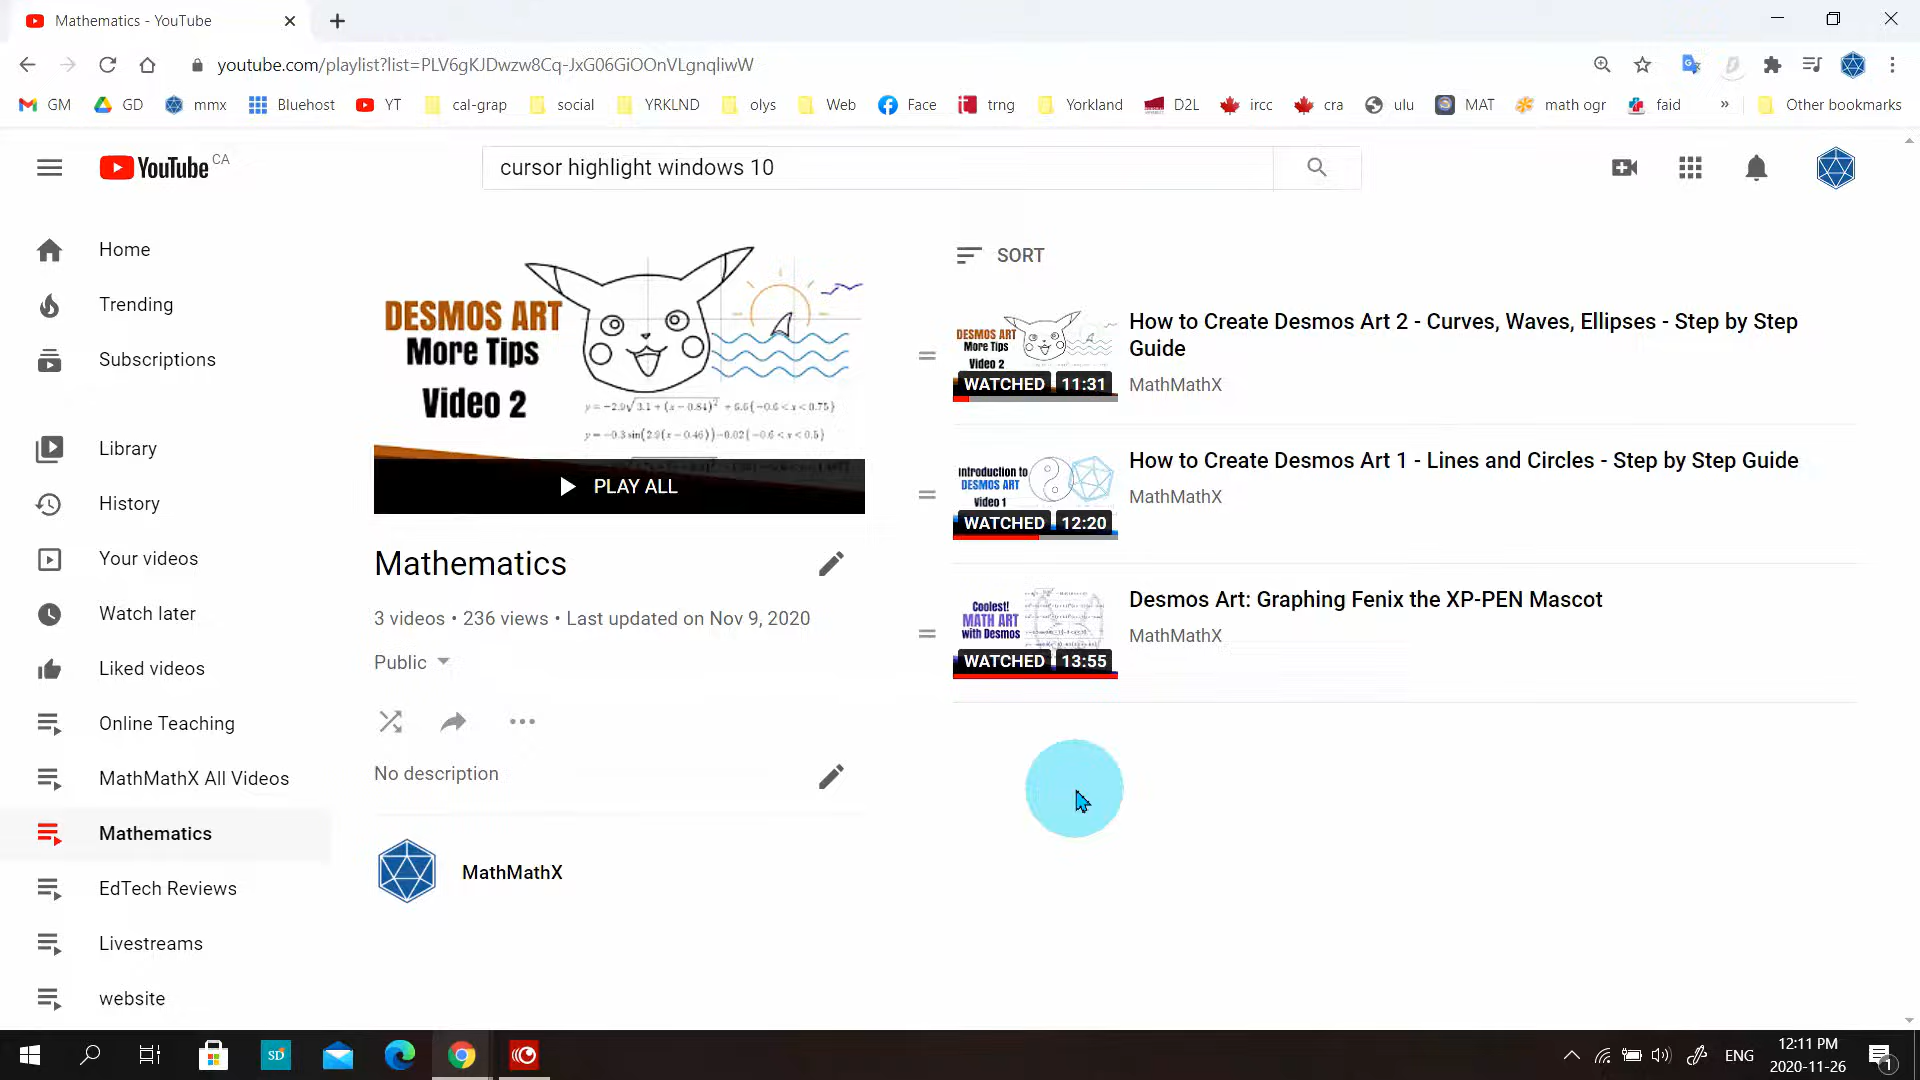 Mathematics - YouTube
youtube.com/playlist?list=PLV6gKJDwzw8Cq-JxG06GiOOnVLgnqliwW
GM GD mmx Bluehost YT cal-grap social YRKLND olys Web Face trng Yorkland D2L ircc cra ulu MAT math ogr faid » Other bookmarks
YouTube CA
cursor highlight windows 10
Home
Trending
Subscriptions
Library
History
Your videos
Watch later
Liked videos
Online Teaching
MathMathX All Videos
Mathematics
EdTech Reviews
Livestreams
website
DESMOS ART
More Tips
Video 2
PLAY ALL
Mathematics
3 videos • 236 views • Last updated on Nov 9, 2020
Public
No description
MathMathX
SORT
DESMOS ART
More Tips
Video 2
WATCHED 11:31
How to Create Desmos Art 2 - Curves, Waves, Ellipses - Step by Step
Guide
MathMathX
Introduction to
DESMOS ART
Video 1
WATCHED 12:20
How to Create Desmos Art 1 - Lines and Circles - Step by Step Guide
MathMathX
Coolest!
MATH ART
with Desmos
WATCHED 13:55
Desmos Art: Graphing Fenix the XP-PEN Mascot
MathMathX
SD
ENG
12:11 PM
2020-11-26
1